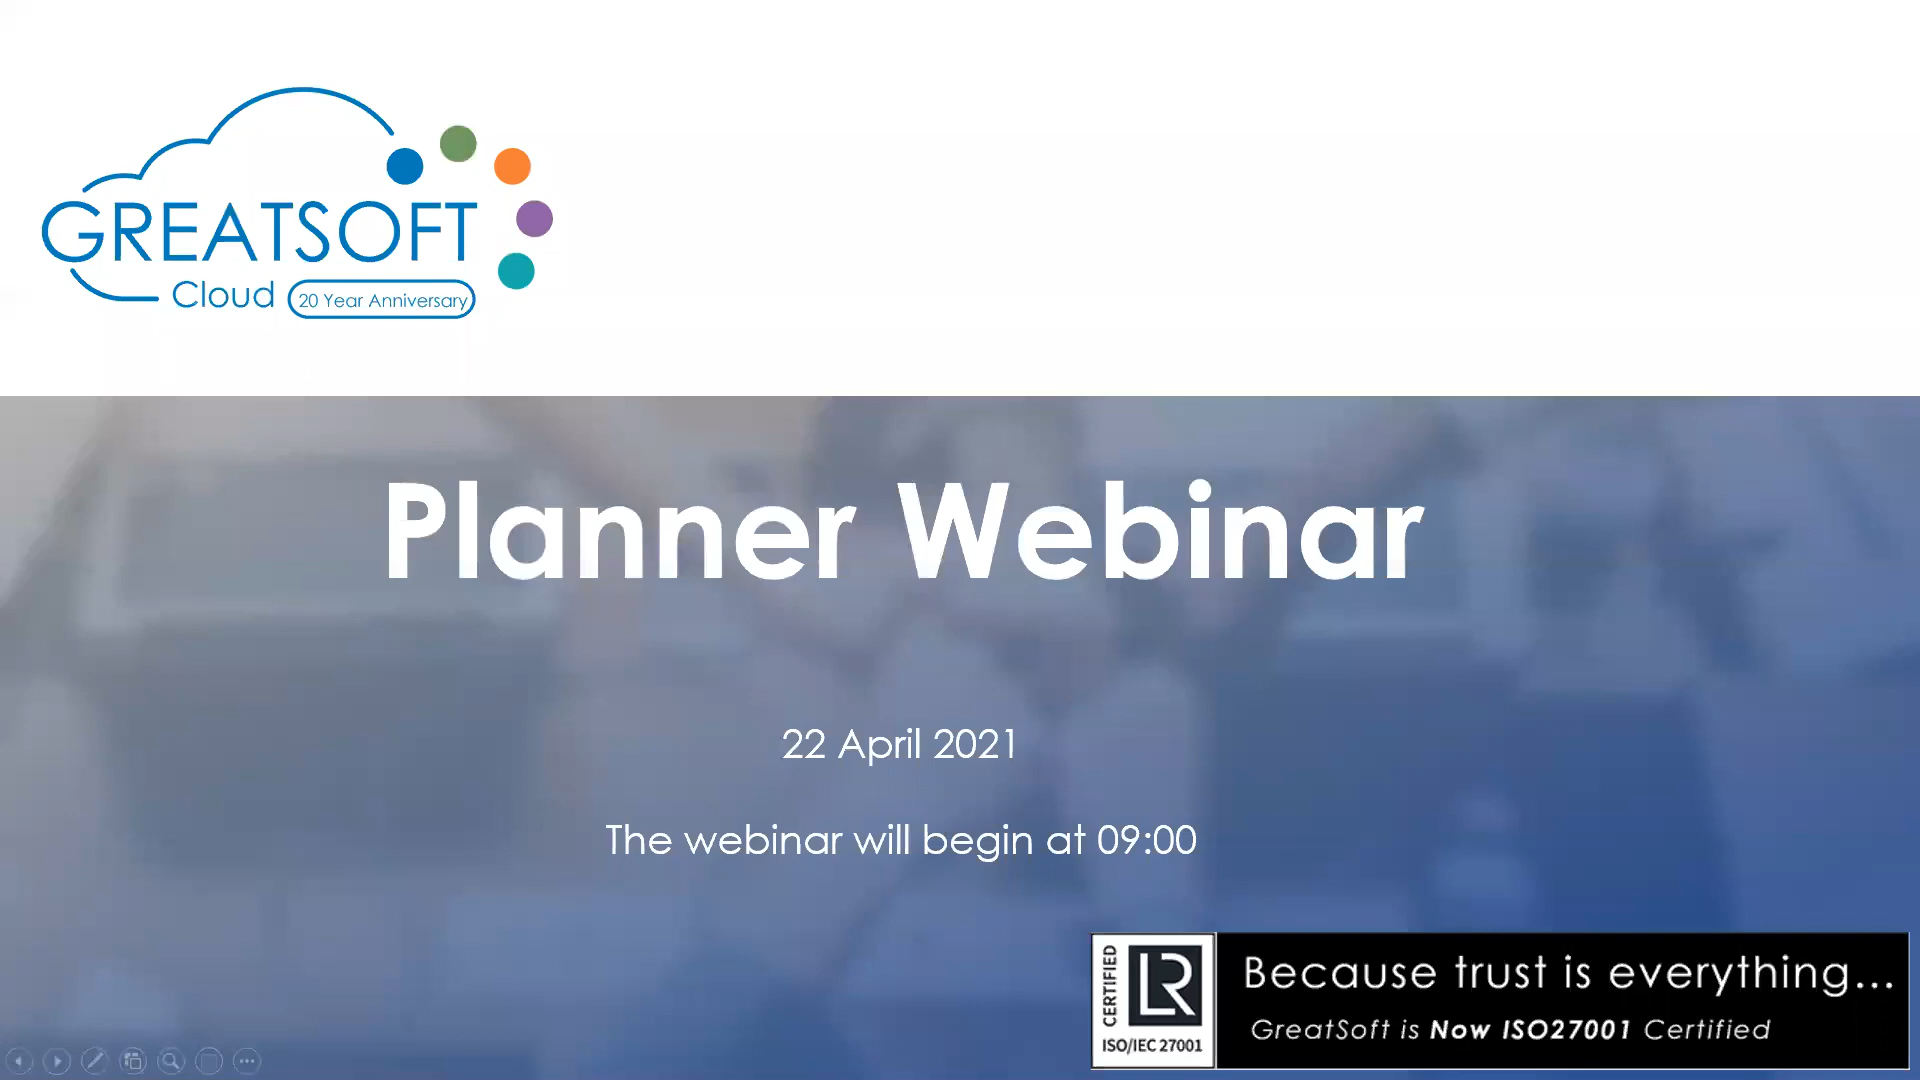 GREATSOFT
Cloud
20 Year Anniversary
Planner Webinar
22 April 2021
The webinar will begin at 09:00
CERTIFIED
LR
ISO/IEC 27001
Because trust is everything...
GreatSoft is Now ISO27001 Certified